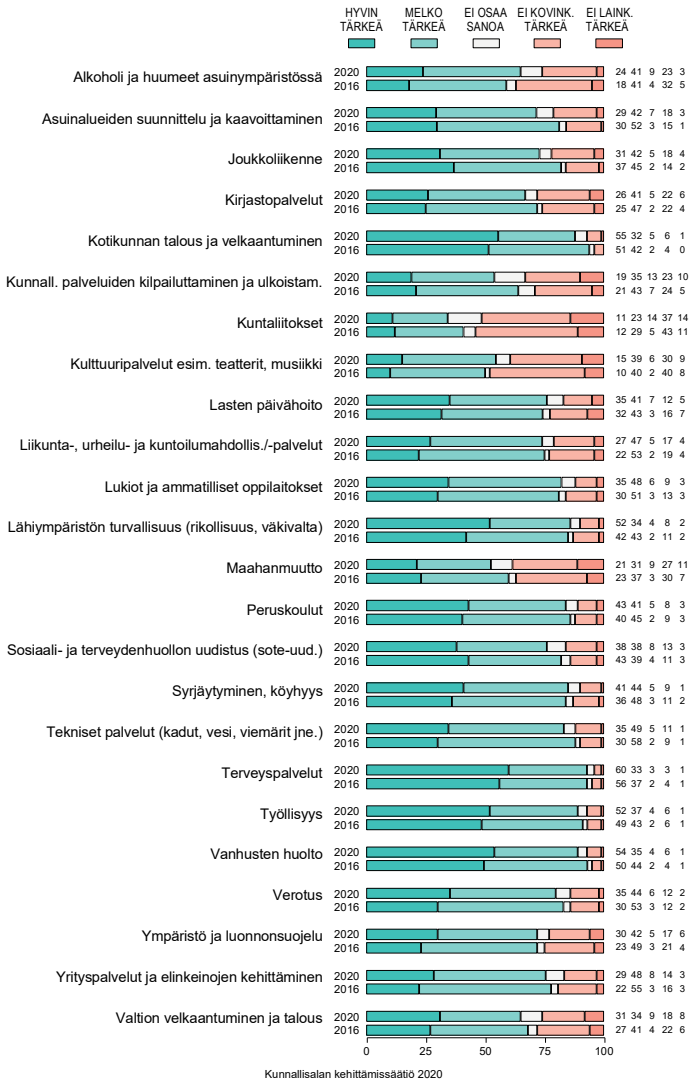 HYVIN TÄRKEÄ MELKO TÄRKEÄ EI OSAA SANOA EI KOVINK. TÄRKEÄ EI LAINK. TÄRKEÄ
Alkoholi ja huumeet asuinympäristössä
2020 24 41 9 23 3
2016 18 41 4 32 5
Asuinalueiden suunnittelu ja kaavoittaminen
2020 29 42 7 18 3
2016 30 52 3 15 1
Joukkoliikenne
2020 31 42 5 18 4
2016 37 45 2 14 2
Kirjastopalvelut
2020 26 41 5 22 6
2016 25 47 2 22 4
Kotikunnan talous ja velkaantuminen
2020 55 32 5 6 1
2016 51 42 2 4 0
Kunnall. palveluiden kilpailuttaminen ja ulkoistam.
2020 19 35 13 23 10
2016 21 43 7 24 5
Kuntaliitokset
2020 11 23 14 37 14
2016 12 29 5 43 11
Kulttuuripalvelut esim. teatterit, musiikki
2020 15 39 6 30 9
2016 10 40 2 40 8
Lasten päivähoito
2020 35 41 7 12 5
2016 32 43 3 16 7
Liikunta-, urheilu- ja kuntoilumahdollis./-palvelut
2020 27 47 5 17 4
2016 22 53 2 19 4
Lukiot ja ammatilliset oppilaitokset
2020 35 48 6 9 3
2016 30 51 3 13 3
Lähiympäristön turvallisuus (rikollisuus, väkivalta)
2020 52 34 4 8 2
2016 42 43 2 11 2
Maahanmuutto
2020 21 31 9 27 11
2016 23 37 3 30 7
Peruskoulut
2020 43 41 5 8 3
2016 40 45 2 9 3
Sosiaali- ja terveydenhuollon uudistus (sote-uud.)
2020 38 38 8 13 3
2016 43 39 4 11 3
Syrjäytyminen, köyhyys
2020 41 44 5 9 1
2016 36 48 3 11 2
Tekniset palvelut (kadut, vesi, viemärit jne.)
2020 35 49 5 11 1
2016 30 58 2 9 1
Terveyspalvelut
2020 60 33 3 3 1
2016 56 37 2 4 1
Työllisyys
2020 52 37 4 6 1
2016 49 43 2 6 1
Vanhusten huolto
2020 54 35 4 6 1
2016 50 44 2 4 1
Verotus
2020 35 44 6 12 2
2016 30 53 3 12 2
Ympäristö ja luonnonsuojelu
2020 30 42 5 17 6
2016 23 49 3 21 4
Yrityspalvelut ja elinkeinojen kehittäminen
2020 29 48 8 14 3
2016 22 55 3 16 3
Valtion velkaantuminen ja talous
2020 31 34 9 18 8
2016 27 41 4 22 6
0 25 50 75 100
Kunnallisalan kehittämissäätiö 2020